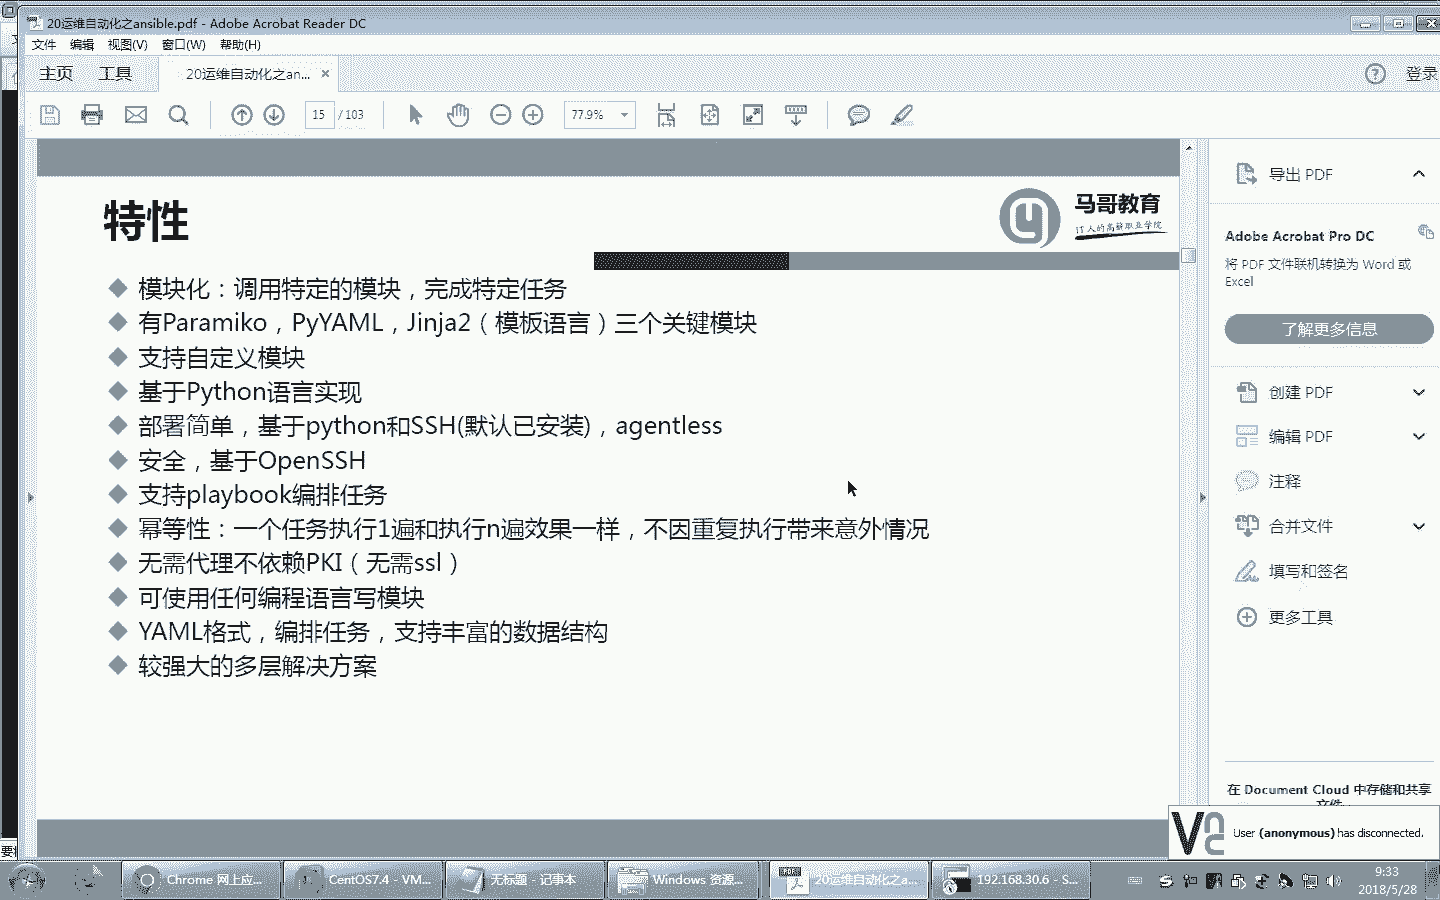 20运维自动化之ansible.pdf - Adobe Acrobat Reader DC
文件 编辑 视图(V) 窗口(W) 帮助(H)
主页 工具 20运维自动化之an... × ? 登录
15 / 103 77.9%
特性
马哥教育
IT人的高薪职业学院
模块化：调用特定的模块，完成特定任务
有Paramiko，PyYAML，Jinja2（模板语言）三个关键模块
支持自定义模块
基于Python语言实现
部署简单，基于python和SSH(默认已安装)，agentless
安全，基于OpenSSH
支持playbook编排任务
幂等性：一个任务执行1遍和执行n遍效果一样，不因重复执行带来意外情况
无需代理不依赖PKI（无需ssl）
可使用任何编程语言写模块
YAML格式，编排任务，支持丰富的数据结构
较强大的多层解决方案
导出 PDF
Adobe Acrobat Pro DC
将 PDF 文件联机转换为 Word 或
Excel
了解更多信息
创建 PDF
编辑 PDF
注释
合并文件
填写和签名
更多工具
在 Document Cloud 中存储和共享
User (anonymous) has disconnected.
Chrome 网上应... CentOS7.4 - VM... 无标题 - 记事本 Windows 资源... 20运维自动化之a... 192.168.30.6 - S...
9:33
2018/5/28